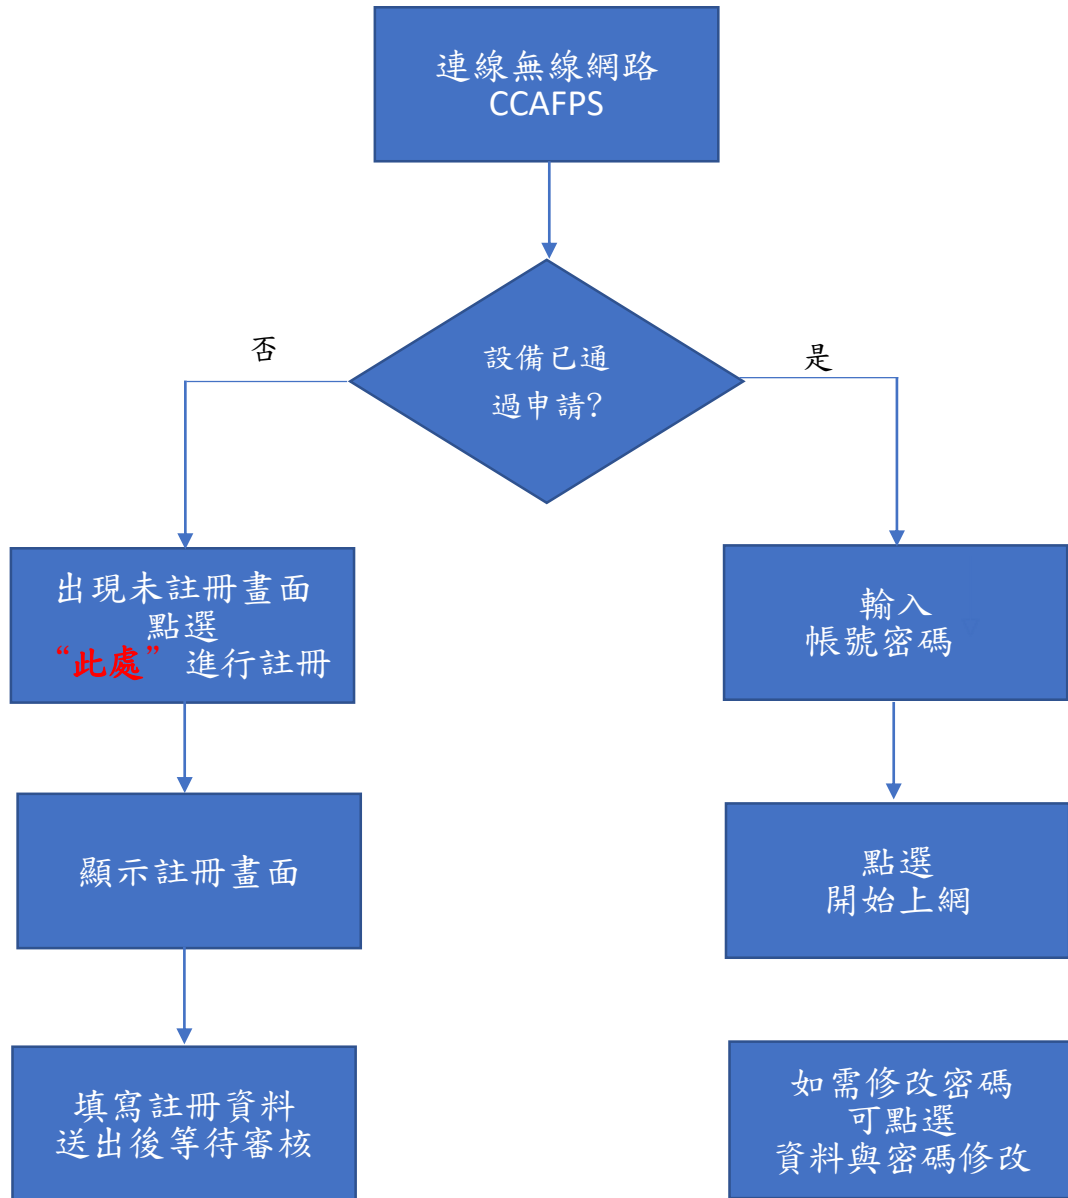 連線無線網路
CCAFPS
設備已通
過申請?
否
是
出現未註冊畫面
點選
“此處” 進行註冊
輸入
帳號密碼
顯示註冊畫面
點選
開始上網
填寫註冊資料
送出後等待審核
如需修改密碼
可點選
資料與密碼修改